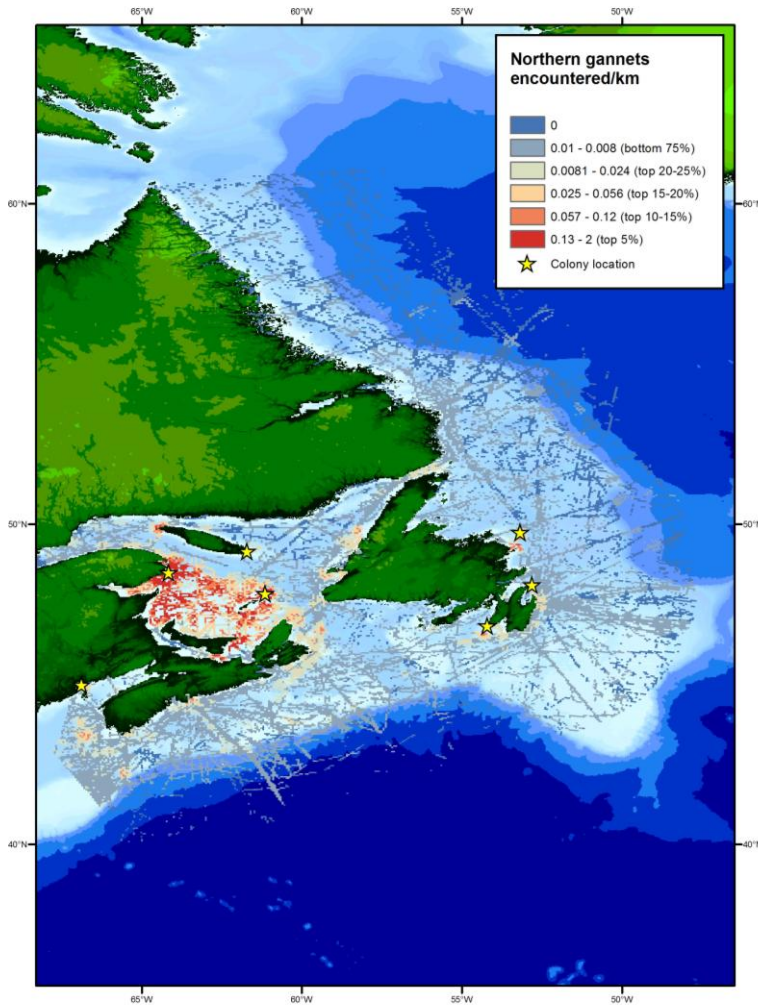 65°W 60°W 55°W 50°W
Northern gannets
encountered/km
0
0.01 - 0.008 (bottom 75%)
0.0081 - 0.024 (top 20-25%)
0.025 - 0.056 (top 15-20%)
0.057 - 0.12 (top 10-15%)
0.13 - 2 (top 5%)
Colony location
60°N 60°N
50°N 50°N
40°N 40°N
65°W 60°W 55°W 50°W